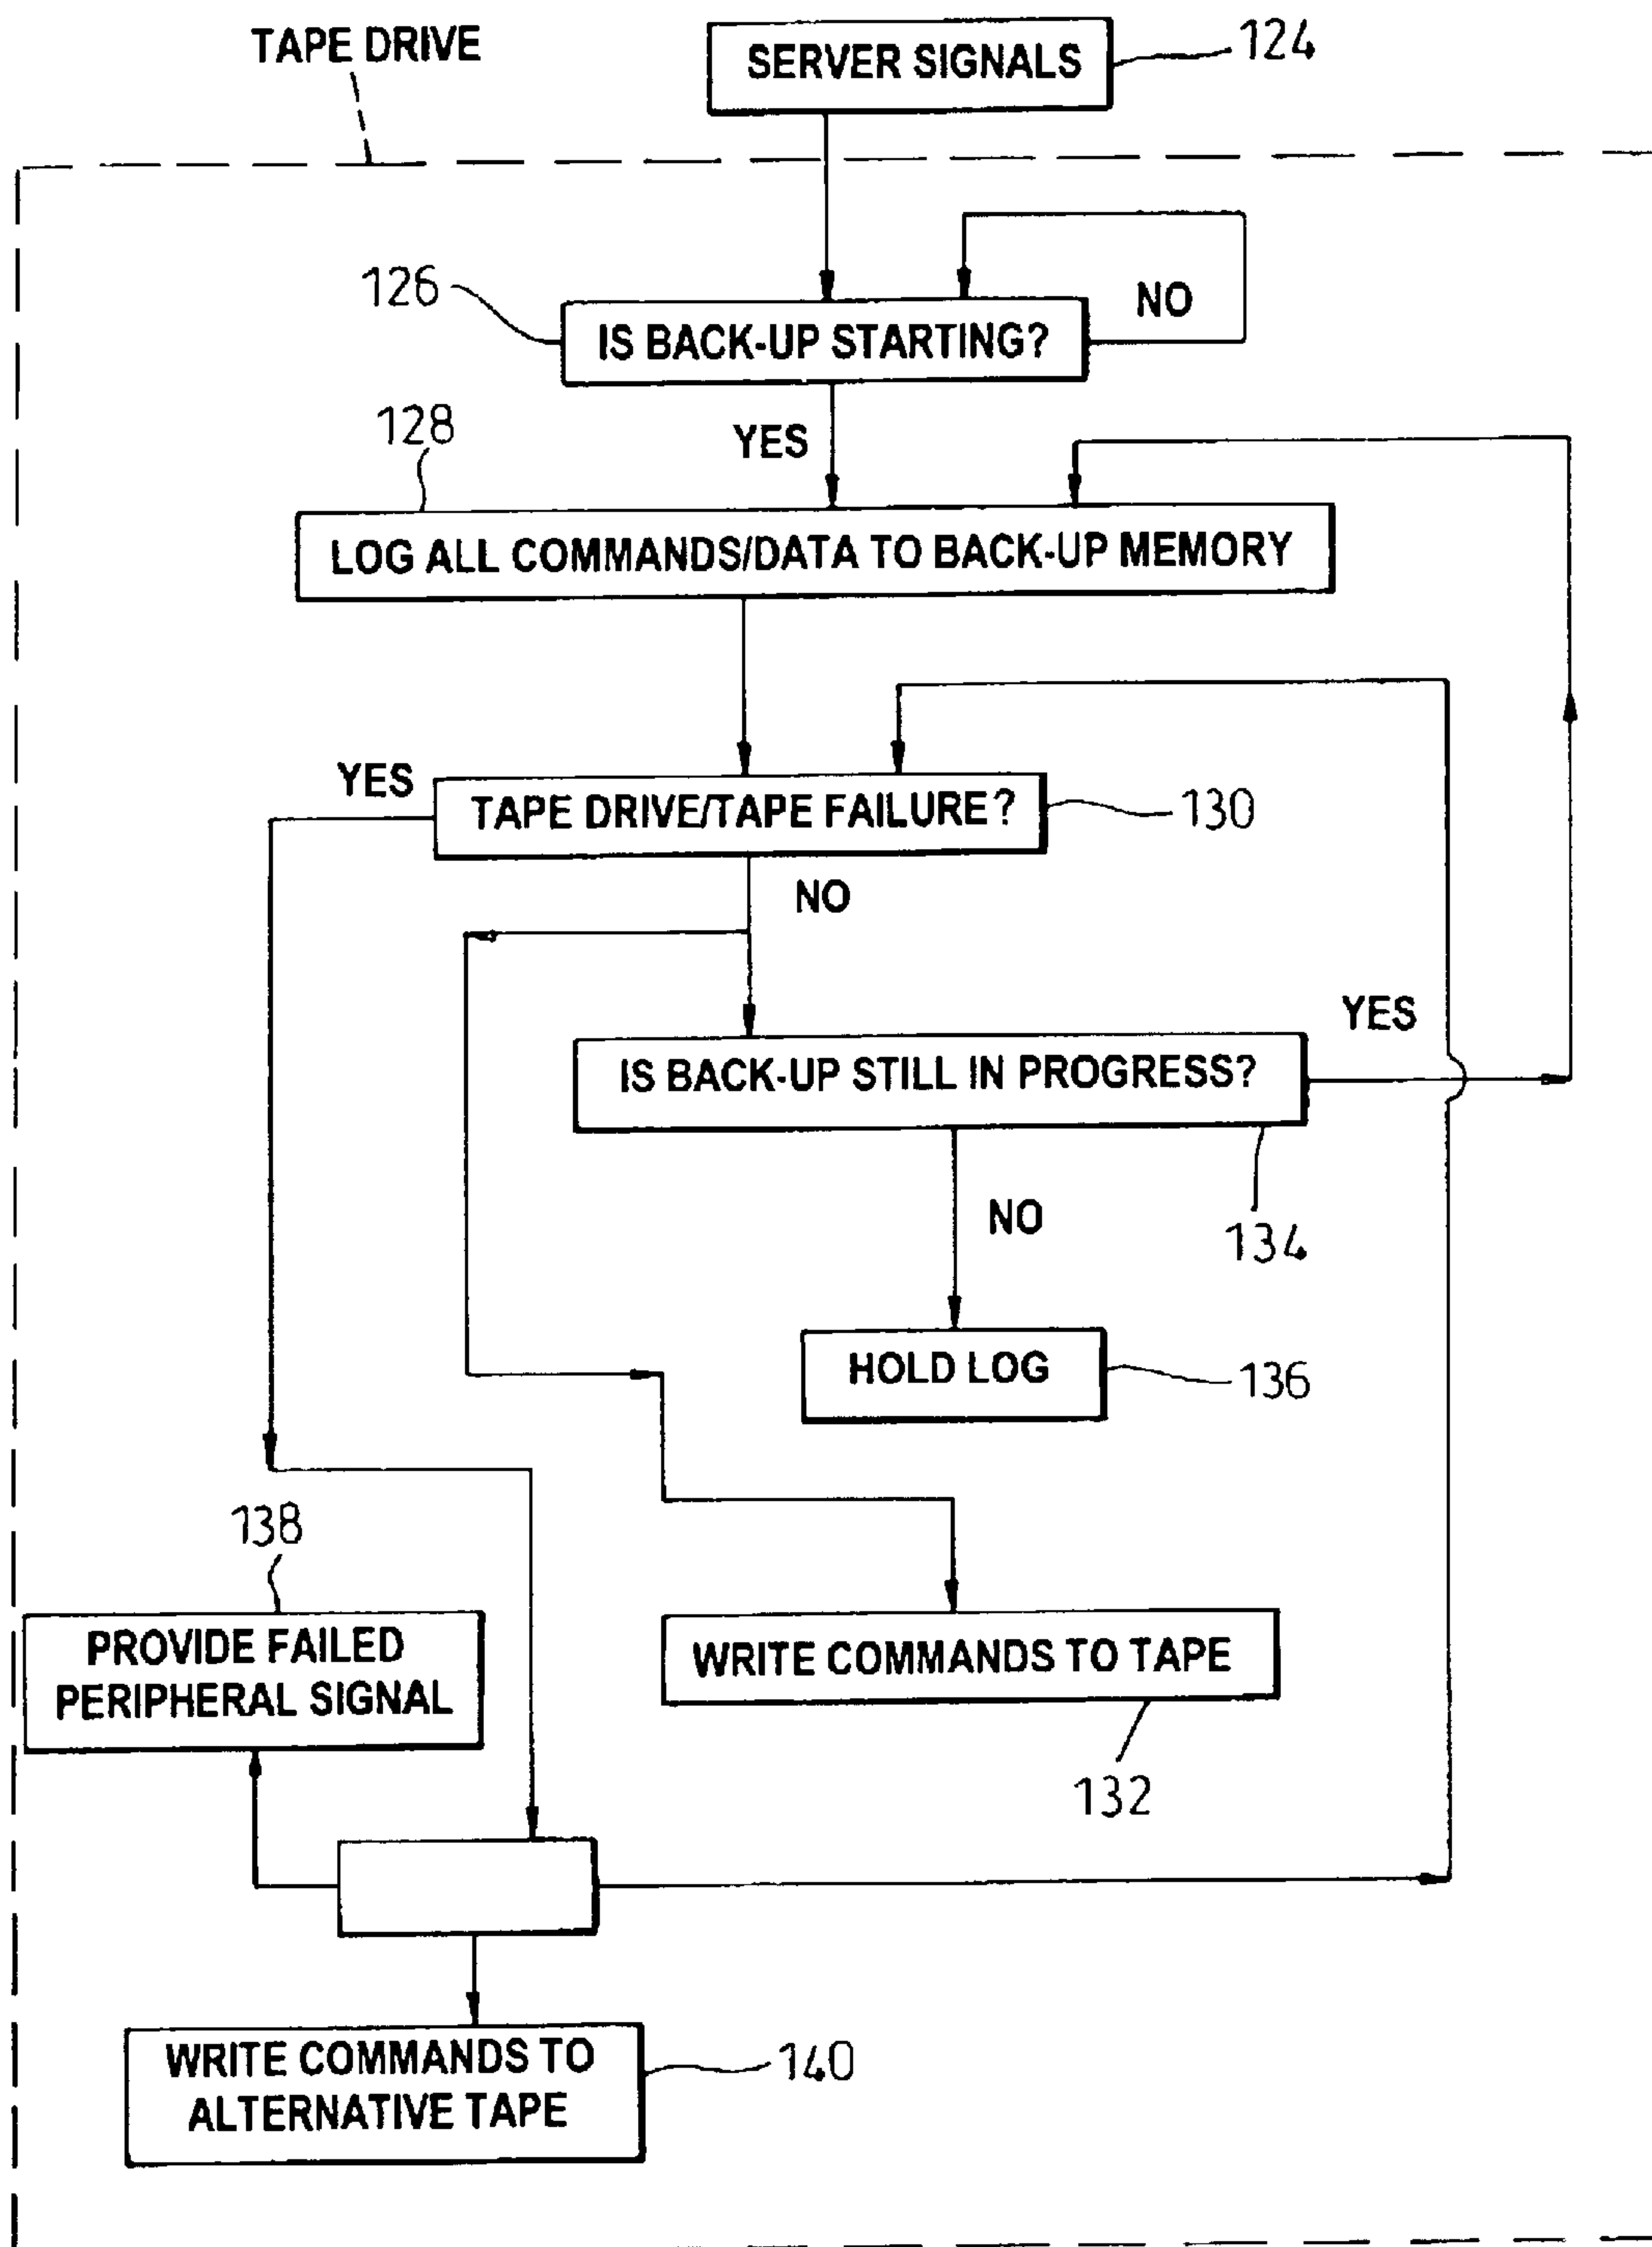 TAPE DRIVE
SERVER SIGNALS
124
126
IS BACK-UP STARTING?
NO
128
YES
LOG ALL COMMANDS/DATA TO BACK-UP MEMORY
YES
TAPE DRIVE/TAPE FAILURE?
130
NO
YES
IS BACK-UP STILL IN PROGRESS?
134
NO
HOLD LOG
136
138
PROVIDE FAILED
PERIPHERAL SIGNAL
WRITE COMMANDS TO TAPE
132
WRITE COMMANDS TO
ALTERNATIVE TAPE
140